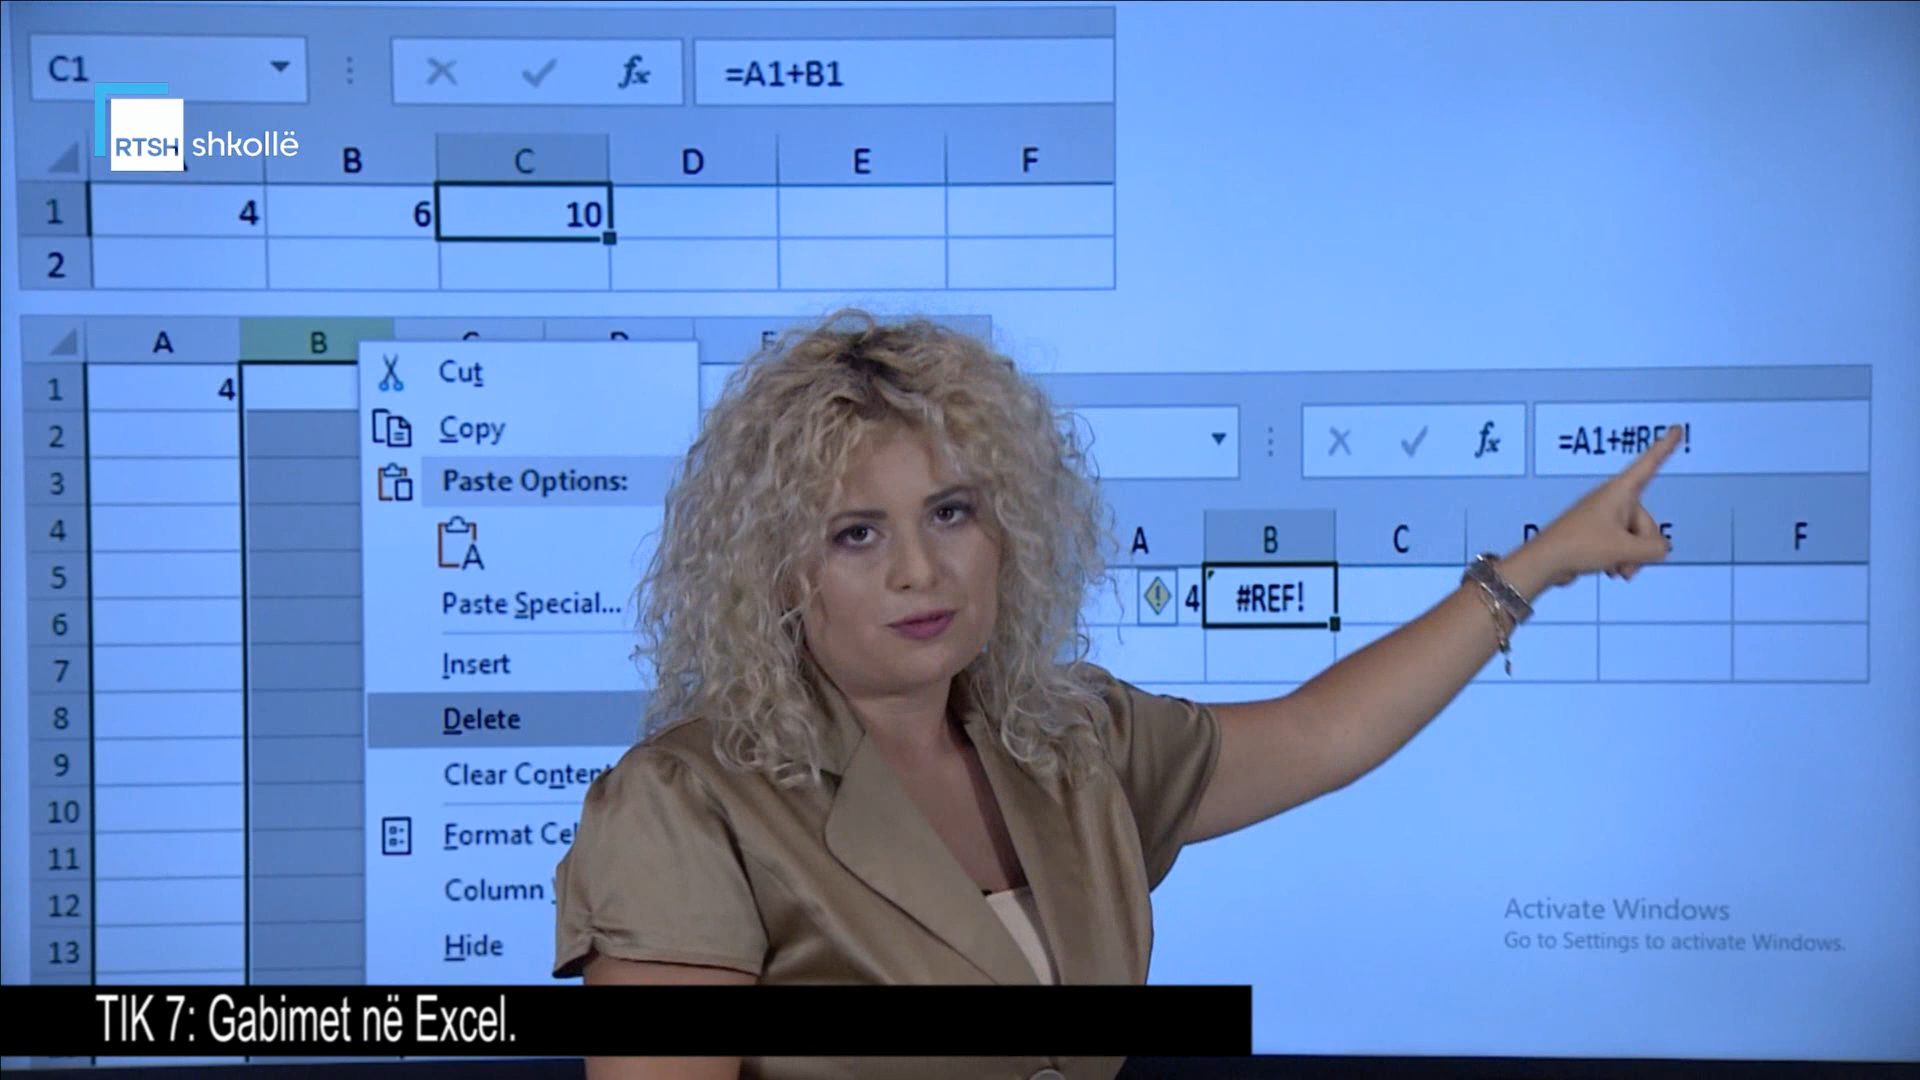 C1
fx
=A1+B1
RTSH shkollë
B C D E F
1 4 6 10
2
A B
1 4
2
3
4
5
6
7
8
9
10
11
12
13
Cut
Copy
Paste Options:
A
Paste Special...
Insert
Delete
Clear
Format
Column
Hide
fx
=A1+#REF!
A B C F
4 #REF!
Activate Windows
Go to Settings to activate Windows.
TIK 7: Gabimet në Excel.